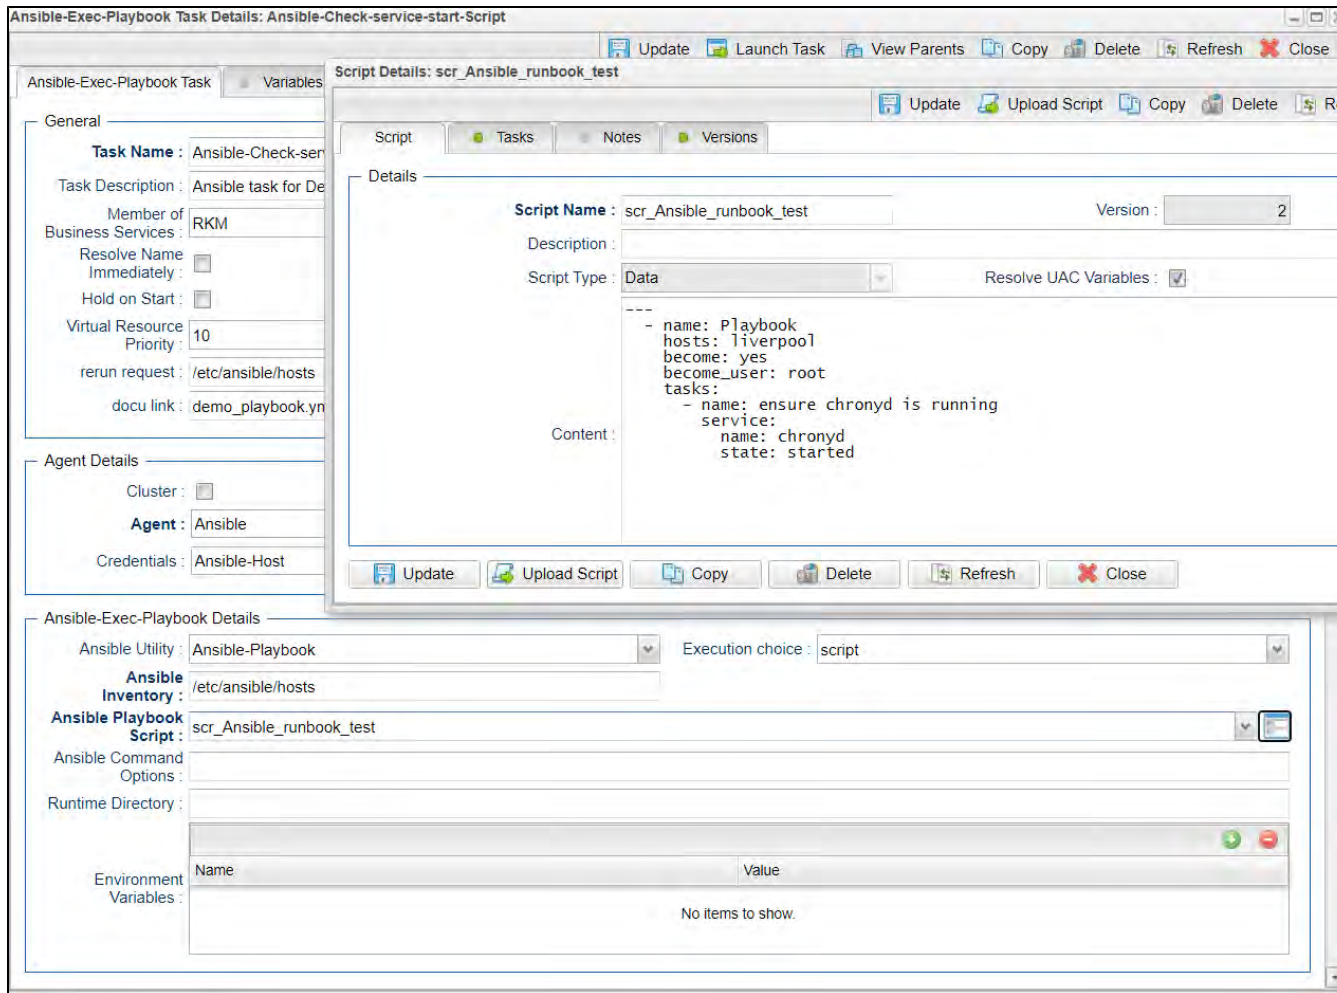 Ansible-Exec-Playbook Task Details: Ansible-Check-service-start-Script
Update Launch Task View Parents Copy Delete Refresh Close
Ansible-Exec-Playbook Task Variables
Script Details: scr_Ansible_runbook_test
Update Upload Script Copy Delete
Script Tasks Notes Versions
General
Task Name : Ansible-Check-ser
Task Description : Ansible task for De
Member of
Business Services : RKM
Resolve Name
Immediately :
Hold on Start :
Virtual Resource
Priority : 10
rerun request : /etc/ansible/hosts
docu link : demo_playbook.ym
Details
Script Name : scr_Ansible_runbook_test Version : 2
Description :
Script Type : Data Resolve UAC Variables :
Content :
---
- name: Playbook
hosts: liverpool
become: yes
become_user: root
tasks:
- name: ensure chronyd is running
service:
name: chronyd
state: started
Update Upload Script Copy Delete Refresh Close
Agent Details
Cluster :
Agent : Ansible
Credentials : Ansible-Host
Ansible-Exec-Playbook Details
Ansible Utility : Ansible-Playbook Execution choice : script
Ansible
Inventory : /etc/ansible/hosts
Ansible Playbook
Script : scr_Ansible_runbook_test
Ansible Command
Options :
Runtime Directory :
Environment
Variables :
Name Value
No items to show.